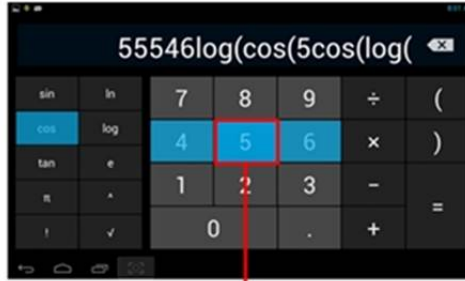 55546log(cos(5cos(log(
sin ln 7 8 9 ÷ (
cos log 4 5 6 × )
tan e 1 2 3 −
π ^ 0 . + =
! √